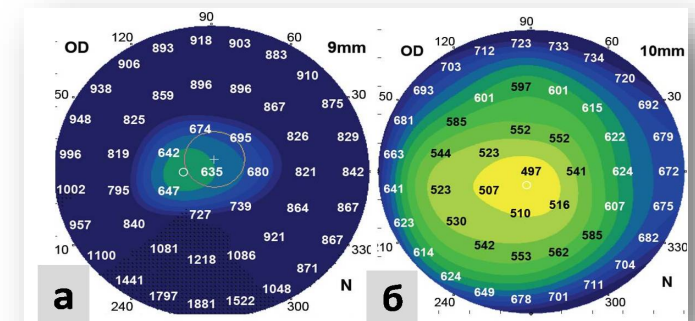 90
120 60
OD 9mm
893 918 903 883
906 910
938 859 896 896 867 875
50 30
948 825 674 695 826 829
996 819 642 635 680 821 842
1002 795 647
957 840 727 739 864 867
10 1081 1218 1086 921 867 330
1100 871
1441 1797 1881 1522 1048
а N
240 300
270
90
120 60
OD 10mm
712 723 733 734
703 720
693 601 597 601 615 692
50 30
681 585 552 552 622 679
663 544 523 497 541 624 672
641 523 507 510 516 607 675
623 530 585 682
10 614 542 553 562 704 330
624 649 678 701 711
б N
240 300
270